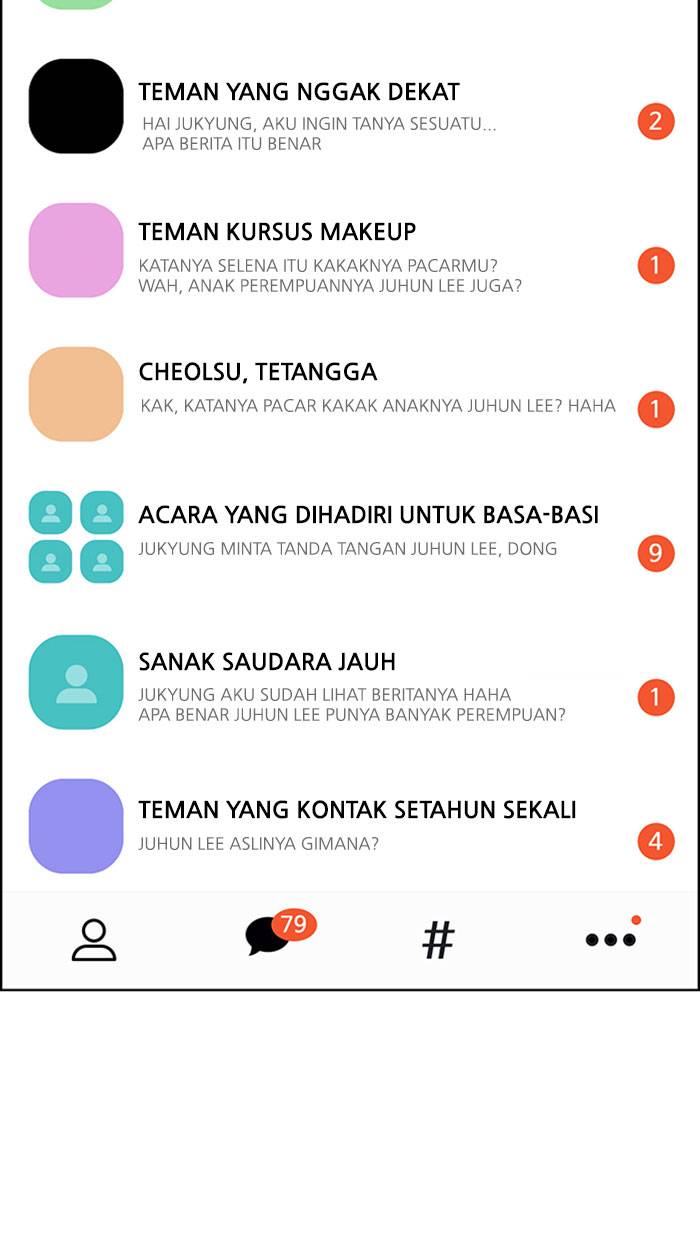 TEMAN YANG NGGAK DEKAT
HAI JUKYUNG, AKU INGIN TANYA SESUATU...
APA BERITA ITU BENAR
2
TEMAN KURSUS MAKEUP
KATANYA SELENA ITU KAKAKNYA PACARMU?
WAH, ANAK PEREMPUANNYA JUHUN LEE JUGA?
1
CHEOLSU, TETANGGA
KAK, KATANYA PACAR KAKAK ANAKNYA JUHUN LEE? HAHA
1
ACARA YANG DIHADIRI UNTUK BASA-BASI
JUKYUNG MINTA TANDA TANGAN JUHUN LEE, DONG
9
SANAK SAUDARA JAUH
JUKYUNG AKU SUDAH LIHAT BERITANYA HAHA
APA BENAR JUHUN LEE PUNYA BANYAK PEREMPUAN?
1
TEMAN YANG KONTAK SETAHUN SEKALI
JUHUN LEE ASLINYA GIMANA?
4
79
#